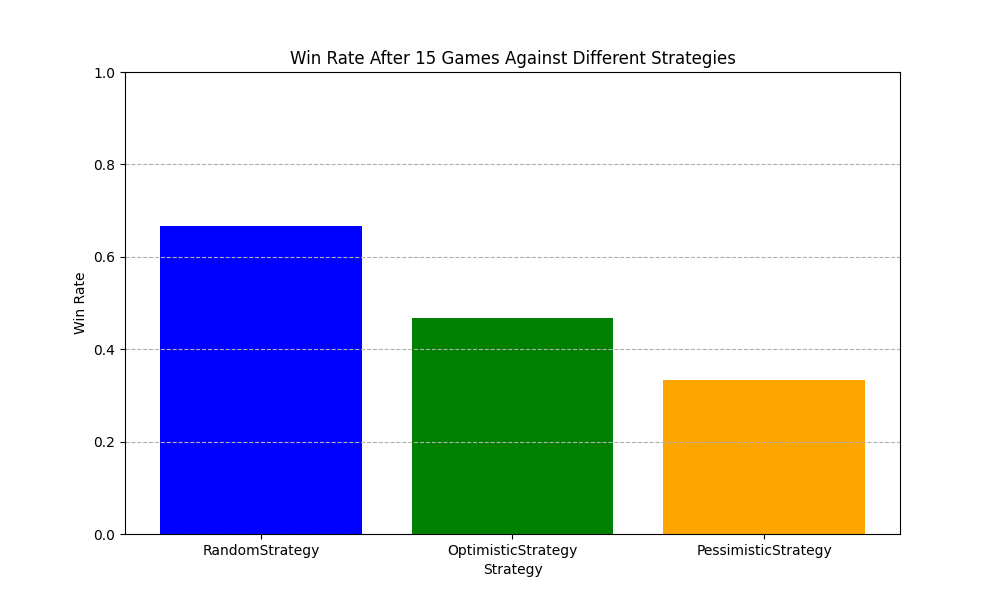 Win Rate After 15 Games Against Different Strategies
1.0
0.8
0.6
0.4
0.2
0.0
Win Rate
RandomStrategy
OptimisticStrategy
PessimisticStrategy
Strategy